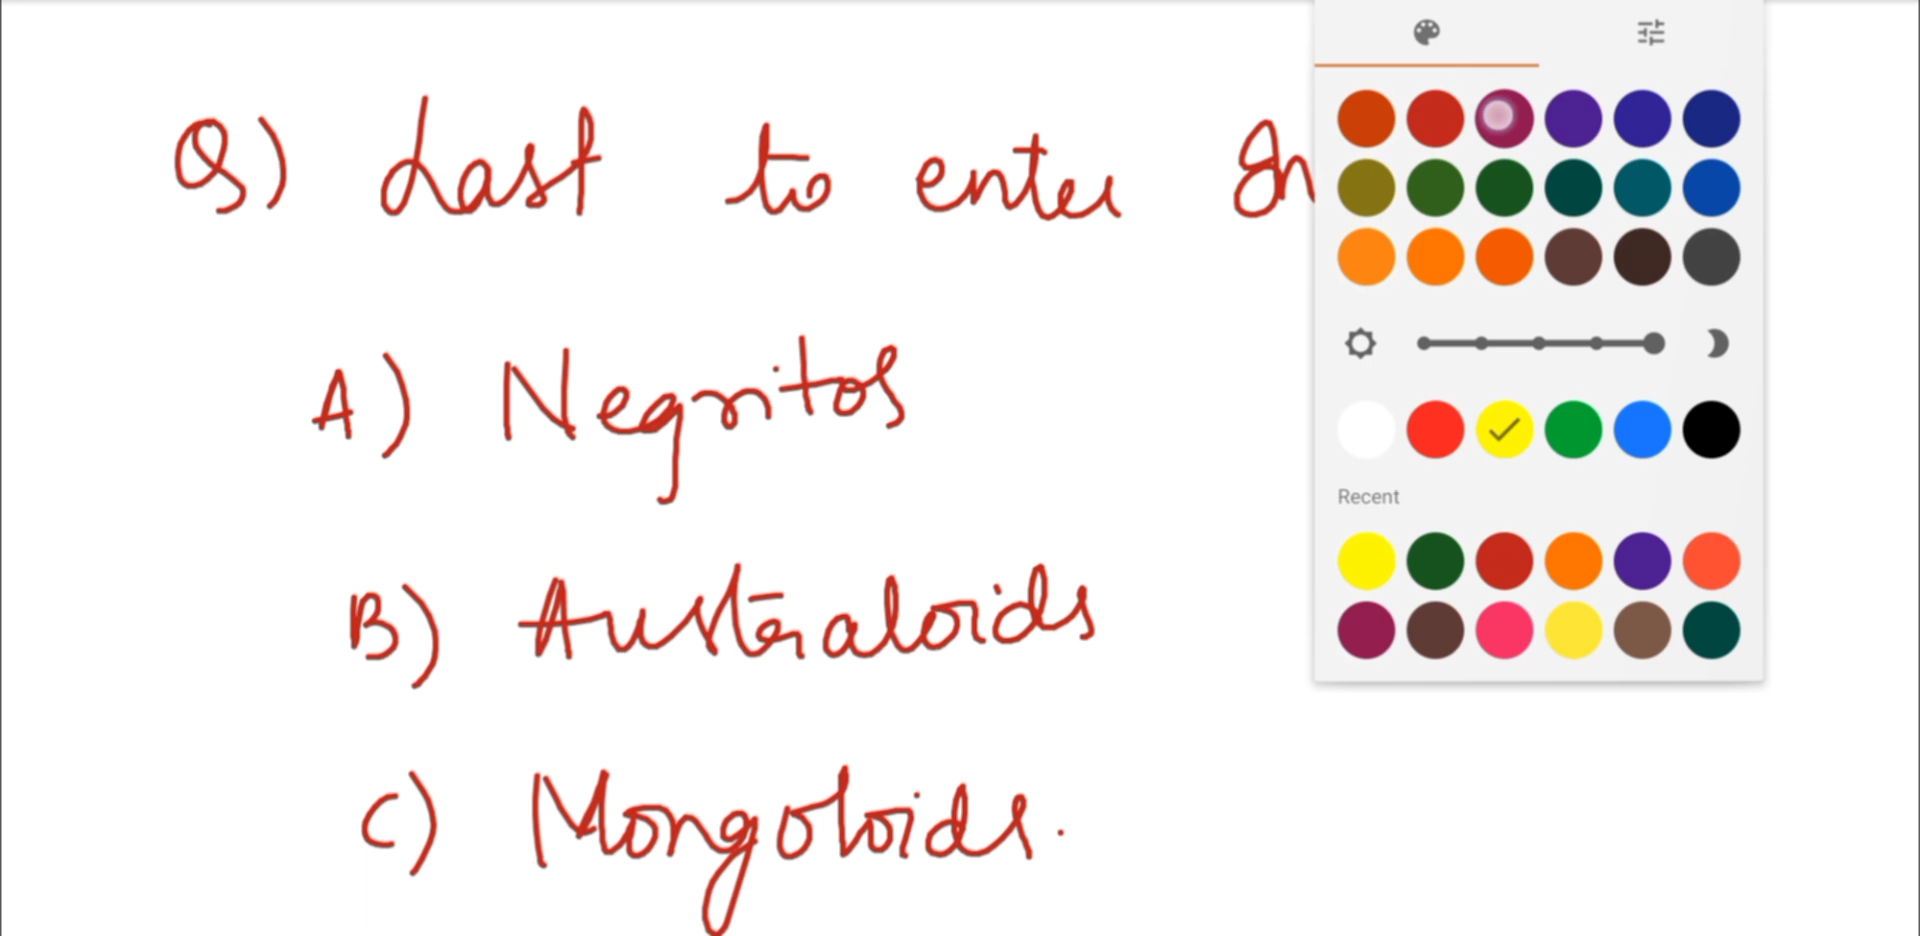 Q) Last to enter
Recent
A) Negritos
B) Australoids
C) Mongoloids.